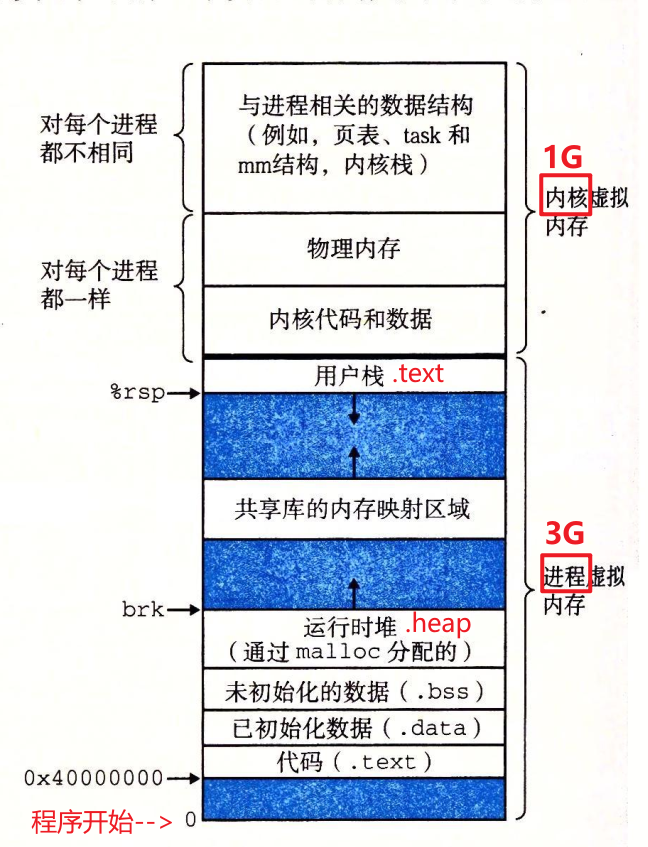 对每个进程
都不相同
与进程相关的数据结构
（例如，页表、task 和
mm结构，内核栈）
1G
内核虚拟
内存
对每个进程
都一样
物理内存
内核代码和数据
用户栈 .text
%rsp
共享库的内存映射区域
3G
进程虚拟
内存
brk
运行时堆 .heap
（通过 malloc 分配的）
未初始化的数据（.bss）
已初始化数据（.data）
代码（.text）
0x40000000
程序开始--> 0